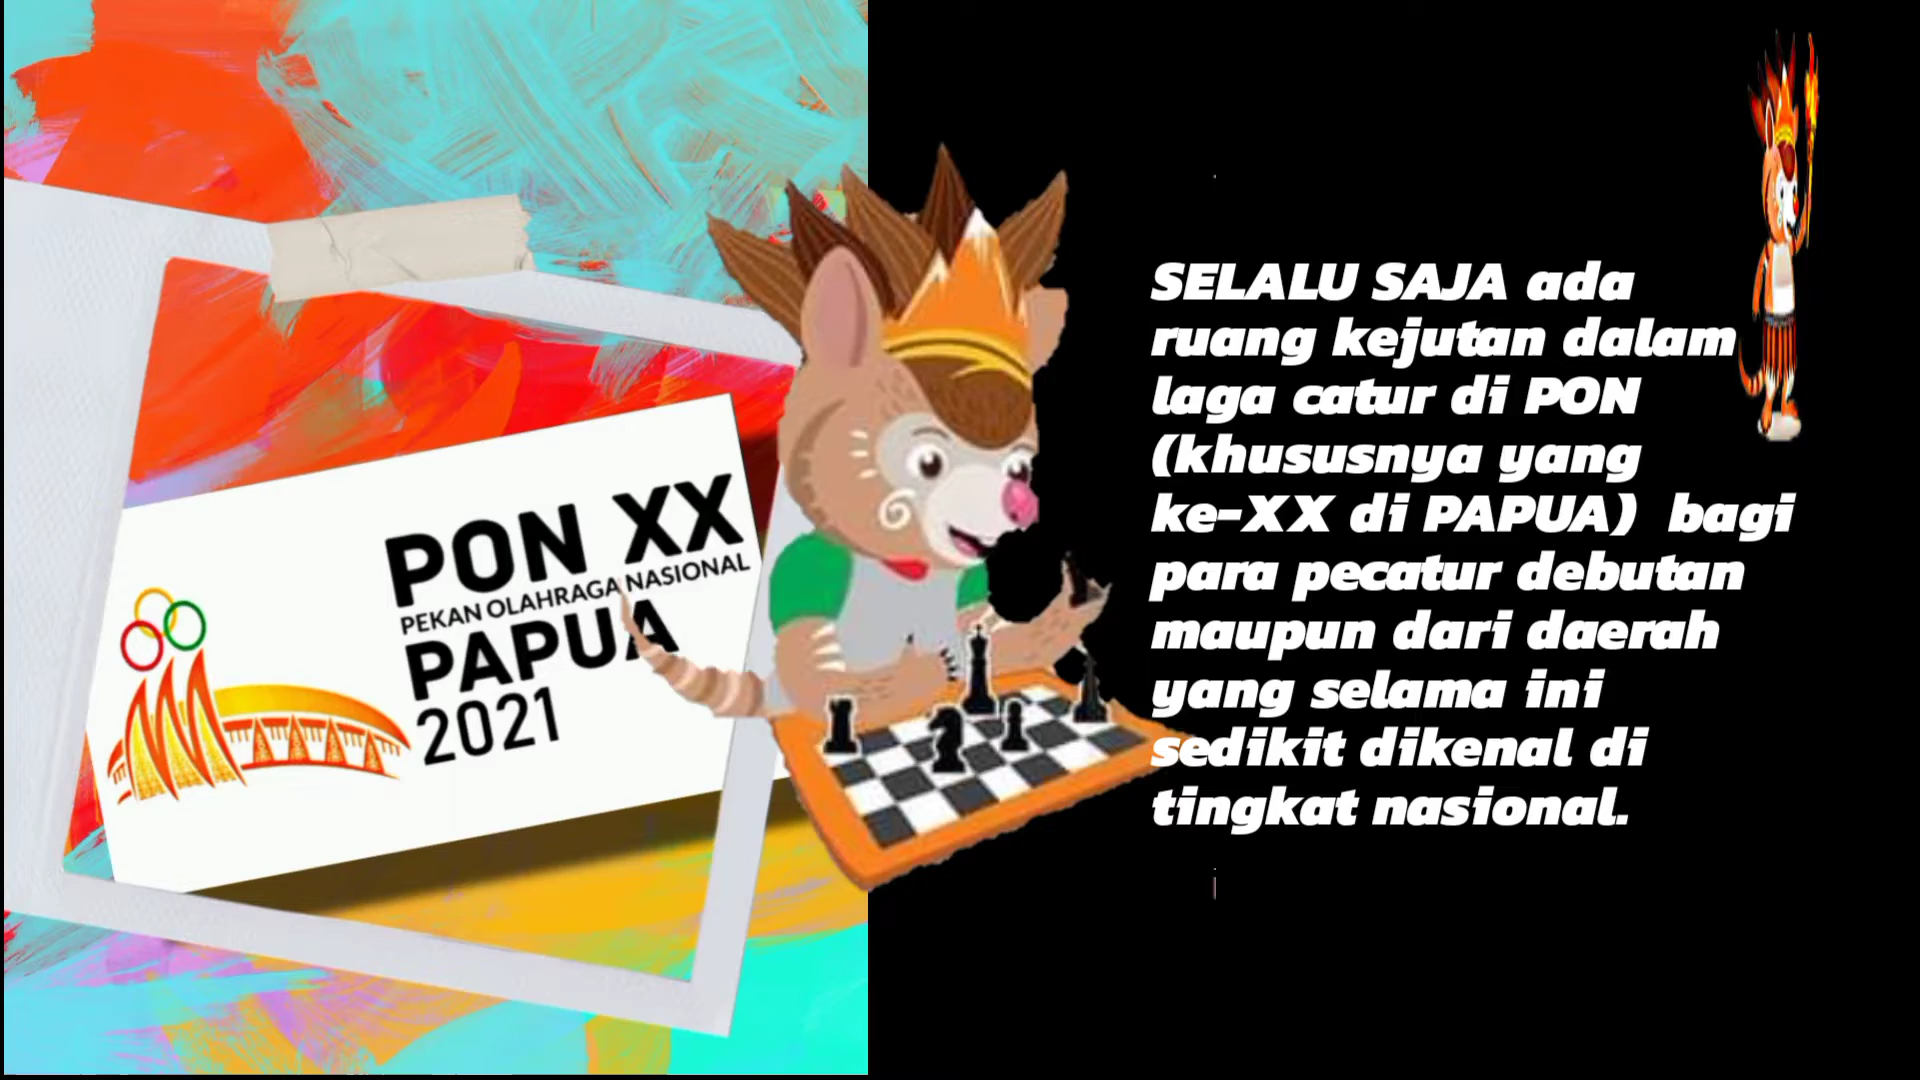 PON XX
PEKAN OLAHRAGA NASIONAL
PAPUA
2021
SELALU SAJA ada
ruang kejutan dalam
laga catur di PON
(khususnya yang
ke-XX di PAPUA) bagi
para pecatur debutan
maupun dari daerah
yang selama ini
sedikit dikenal di
tingkat nasional.